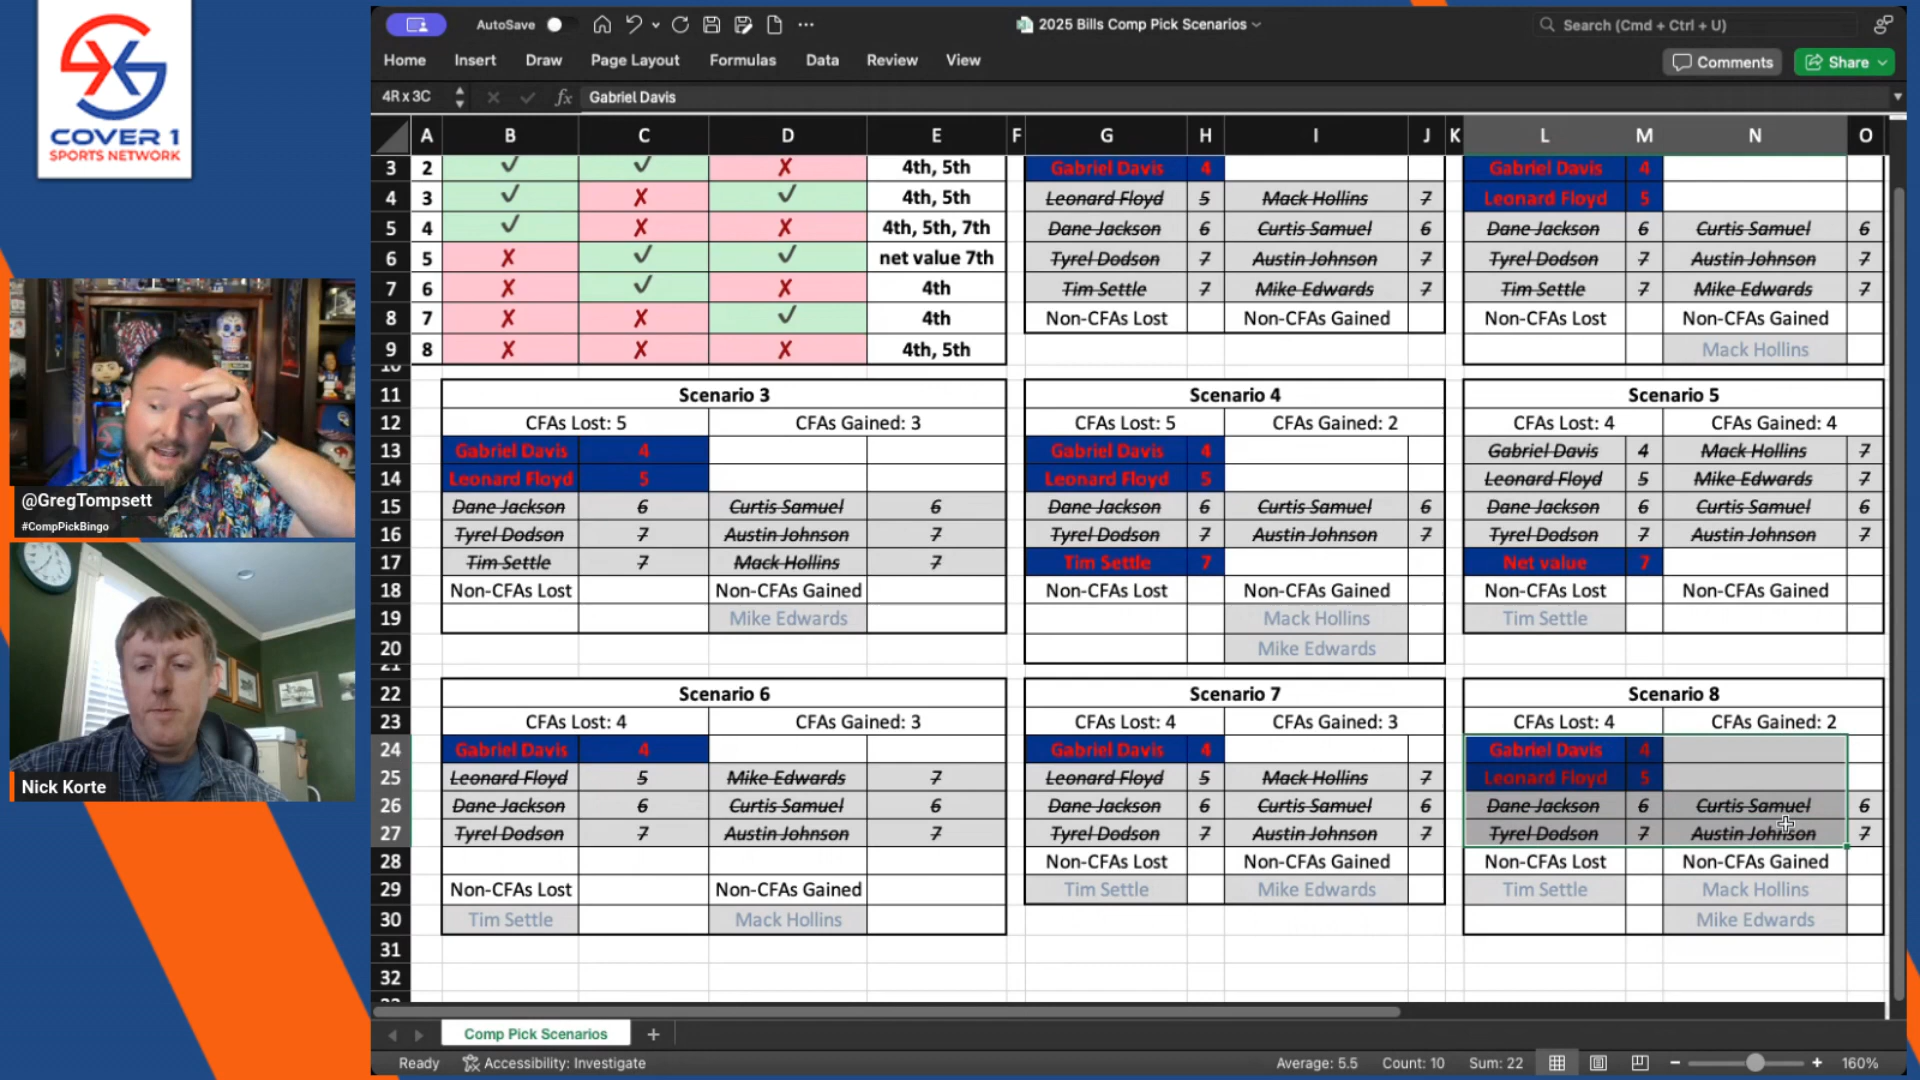 COVER 1
SPORTS NETWORK
AutoSave
2025 Bills Comp Pick Scenarios
Search (Cmd + Ctrl + U)
Home Insert Draw Page Layout Formulas Data Review View
Comments Share
4R x 3C fx Gabriel Davis
A B C D E F G H I J K L M N O
3 2 ✓ ✓ ✗ 4th, 5th Gabriel Davis 4 Gabriel Davis 4
4 3 ✓ ✗ ✓ 4th, 5th Leonard Floyd 5 Mack Hollins 7 Leonard Floyd 5
5 4 ✓ ✗ ✗ 4th, 5th, 7th Dane Jackson 6 Curtis Samuel 6 Dane Jackson 6 Curtis Samuel 6
6 5 ✗ ✓ ✓ net value 7th Tyrel Dodson 7 Austin Johnson 7 Tyrel Dodson 7 Austin Johnson 7
7 6 ✗ ✓ ✗ 4th Tim Settle 7 Mike Edwards 7 Tim Settle 7 Mike Edwards 7
8 7 ✗ ✗ ✓ 4th Non-CFAs Lost Non-CFAs Gained Non-CFAs Lost Non-CFAs Gained
9 8 ✗ ✗ ✗ 4th, 5th Mack Hollins
10
11 Scenario 3 Scenario 4 Scenario 5
12 CFAs Lost: 5 CFAs Gained: 3 CFAs Lost: 5 CFAs Gained: 2 CFAs Lost: 4 CFAs Gained: 4
13 Gabriel Davis 4 Gabriel Davis 4 Gabriel Davis 4 Mack Hollins 7
14 Leonard Floyd 5 Leonard Floyd 5 Leonard Floyd 5 Mike Edwards 7
15 Dane Jackson 6 Curtis Samuel 6 Dane Jackson 6 Curtis Samuel 6 Dane Jackson 6 Curtis Samuel 6
16 Tyrel Dodson 7 Austin Johnson 7 Tyrel Dodson 7 Austin Johnson 7 Tyrel Dodson 7 Austin Johnson 7
17 Tim Settle 7 Mack Hollins 7 Tim Settle 7 Net value 7
18 Non-CFAs Lost Non-CFAs Gained Non-CFAs Lost Non-CFAs Gained Non-CFAs Lost Non-CFAs Gained
19 Mike Edwards Mack Hollins Tim Settle
20 Mike Edwards
21
22 Scenario 6 Scenario 7 Scenario 8
23 CFAs Lost: 4 CFAs Gained: 3 CFAs Lost: 4 CFAs Gained: 3 CFAs Lost: 4 CFAs Gained: 2
24 Gabriel Davis 4 Gabriel Davis 4 Gabriel Davis 4
25 Leonard Floyd 5 Mike Edwards 7 Leonard Floyd 5 Mack Hollins 7 Leonard Floyd 5
26 Dane Jackson 6 Curtis Samuel 6 Dane Jackson 6 Curtis Samuel 6 Dane Jackson 6 Curtis Samuel 6
27 Tyrel Dodson 7 Austin Johnson 7 Tyrel Dodson 7 Austin Johnson 7 Tyrel Dodson 7 Austin Johnson 7
28 Non-CFAs Lost Non-CFAs Gained Non-CFAs Lost Non-CFAs Gained
29 Non-CFAs Lost Non-CFAs Gained Tim Settle Mike Edwards Tim Settle Mack Hollins
30 Tim Settle Mack Hollins Mike Edwards
31
32
@GregTompsett
#CompPickBingo
Nick Korte
Comp Pick Scenarios
Ready Accessibility: Investigate Average: 5.5 Count: 10 Sum: 22 160%